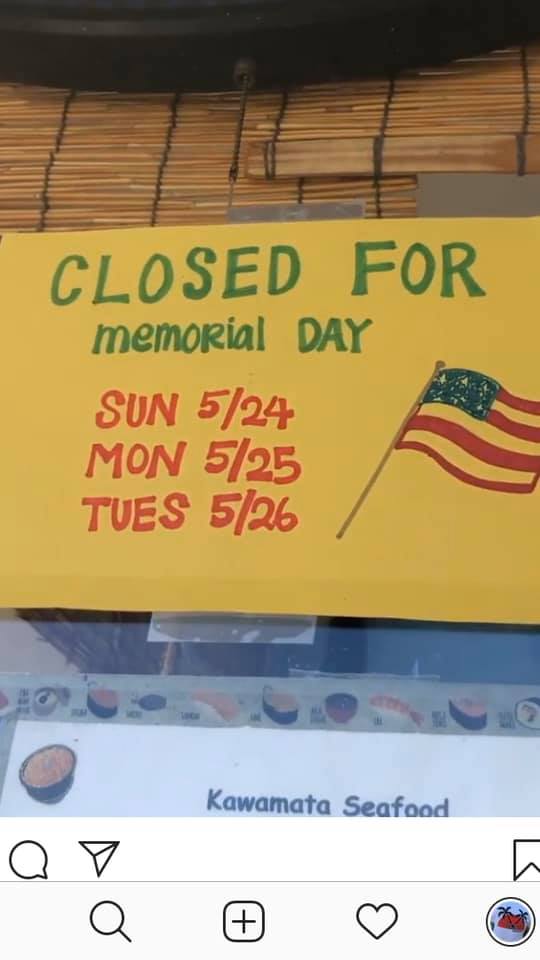 CLOSED FOR
memorial DAY
SUN 5/24
MON 5/25
TUES 5/26
Kawamata Seafood